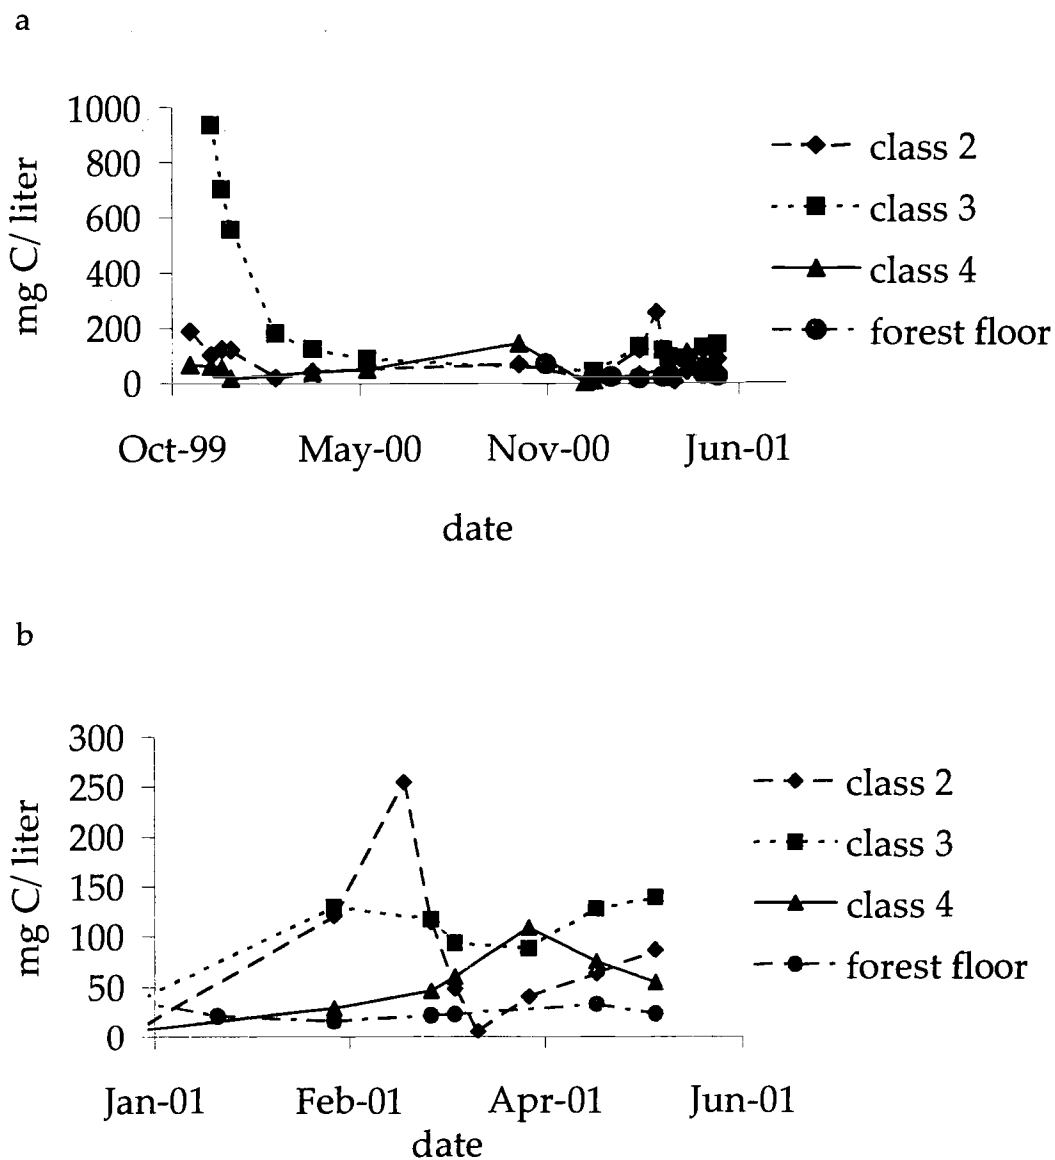 a
1000
800
600
400
200
0
mg C/ liter
Oct-99 May-00 Nov-00 Jun-01
date
class 2
class 3
class 4
forest floor
b
300
250
200
150
100
50
0
mg C/ liter
Jan-01 Feb-01 Apr-01 Jun-01
date
class 2
class 3
class 4
forest floor